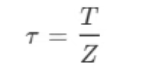 τ = T/Z